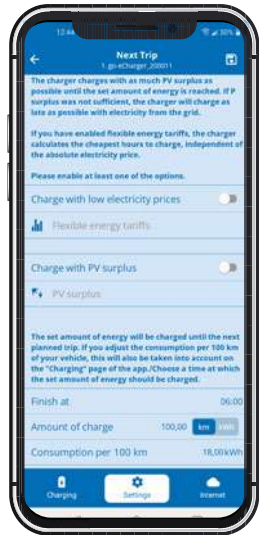 12:44 30%
Next Trip
1. go-eCharger_200011
The charger charges with as much PV surplus as
possible until the set amount of energy is reached. If P
surplus was not sufficient, the charger will charge as
late as possible with electricity from the grid.
If you have enabled flexible energy tariffs, the charger
calculates the cheapest hours to charge, independent of
the absolute electricity price.
Please enable at least one of the options.
Charge with low electricity prices
Flexible energy tariffs
Charge with PV surplus
PV surplus
The set amount of energy will be charged until the next
planned trip. If you adjust the consumption per 100 km
of your vehicle, this will also be taken into account on
the "Charging" page of the app./Choose a time at which
the set amount of energy should be charged.
Finish at 06:00
Amount of charge 100,00 km kWh
Consumption per 100 km 18,00 kWh
Charging Settings Internet